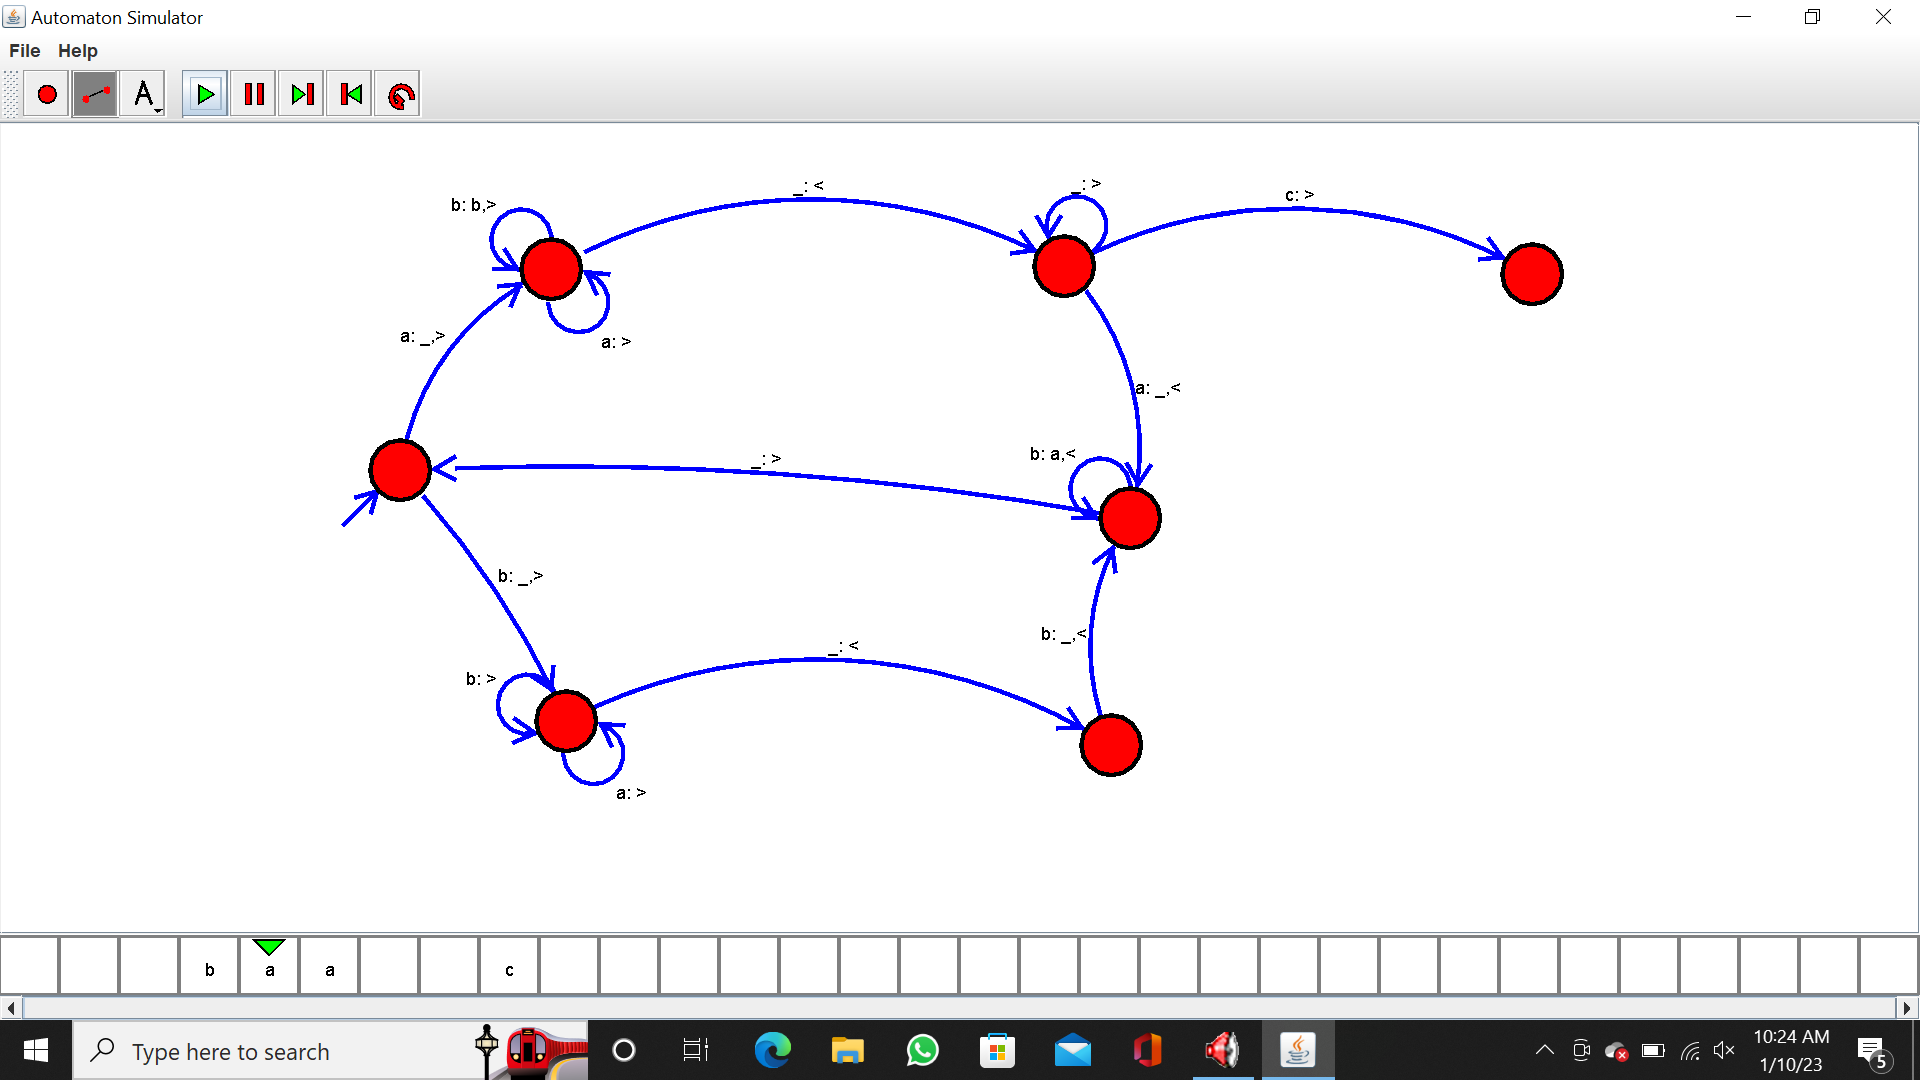 Automaton Simulator
File Help
A
_: <
_: >
c: >
b: b,>
a: _,>
a: >
a: _,<
b: a,<
_: >
b: _,>
b: _,<
_: <
b: >
a: >
b a a c
Type here to search
10:24 AM
1/10/23
5